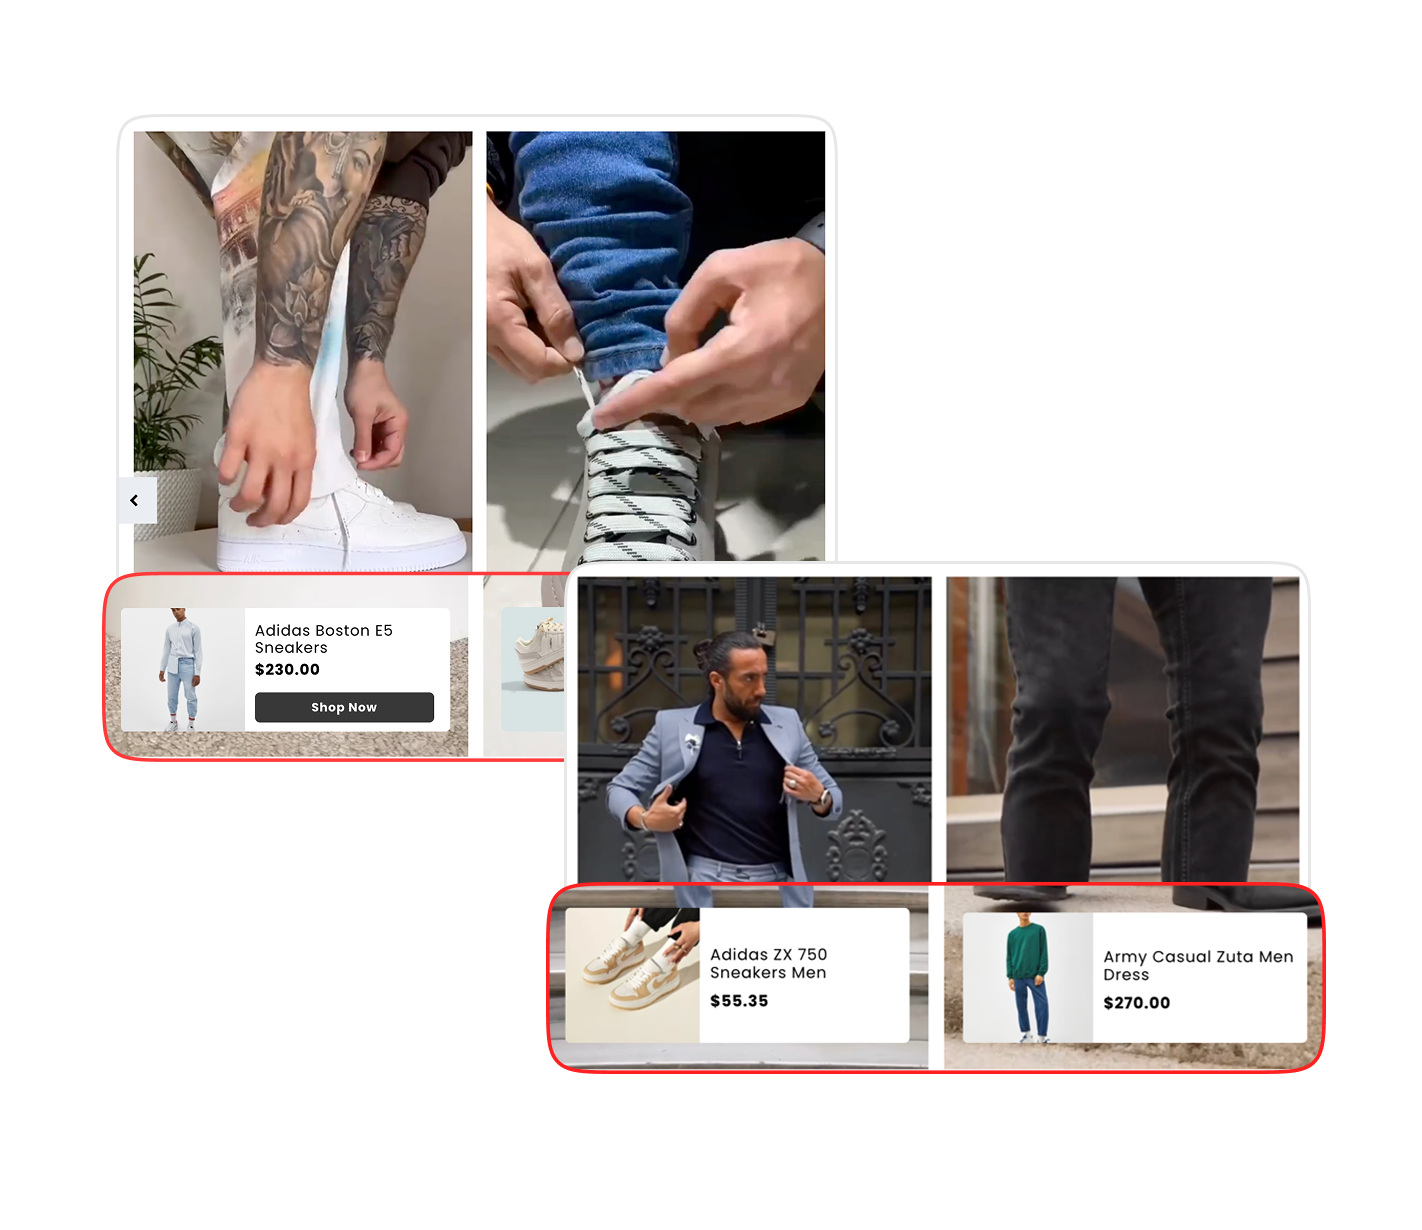 Adidas Boston E5
Sneakers
$230.00
Shop Now
Adidas ZX 750
Sneakers Men
$55.35
Army Casual Zuta Men
Dress
$270.00